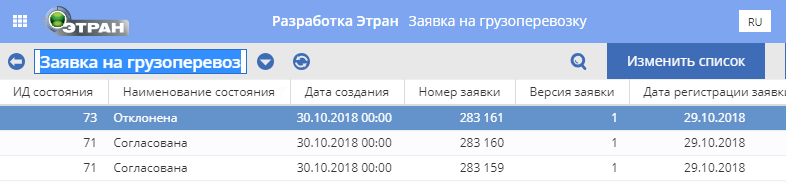 ЭТРАН Разработка Этран Заявка на грузоперевозку RU
Заявка на грузоперевоз Изменить список
ИД состояния Наименование состояния Дата создания Номер заявки Версия заявки Дата регистрации заявки
73 Отклонена 30.10.2018 00:00 283 161 1 29.10.2018
71 Согласована 30.10.2018 00:00 283 160 1 29.10.2018
71 Согласована 30.10.2018 00:00 283 159 1 29.10.2018